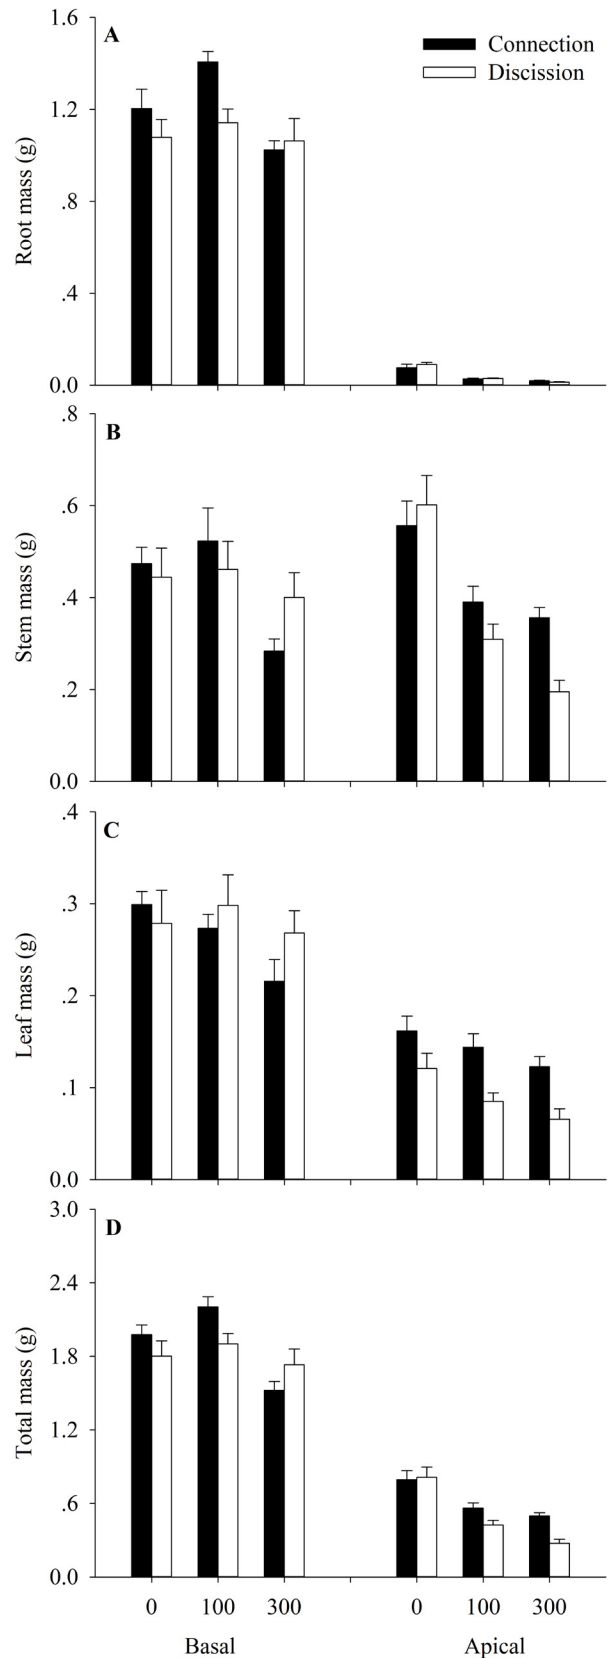 A
Connection
Discission
1.6
1.2
.8
.4
0.0
Root mass (g)
B
.8
.6
.4
.2
0.0
Stem mass (g)
C
.4
.3
.2
.1
0.0
Leaf mass (g)
D
3.0
2.4
1.8
1.2
.6
0.0
Total mass (g)
0 100 300 0 100 300
Basal Apical